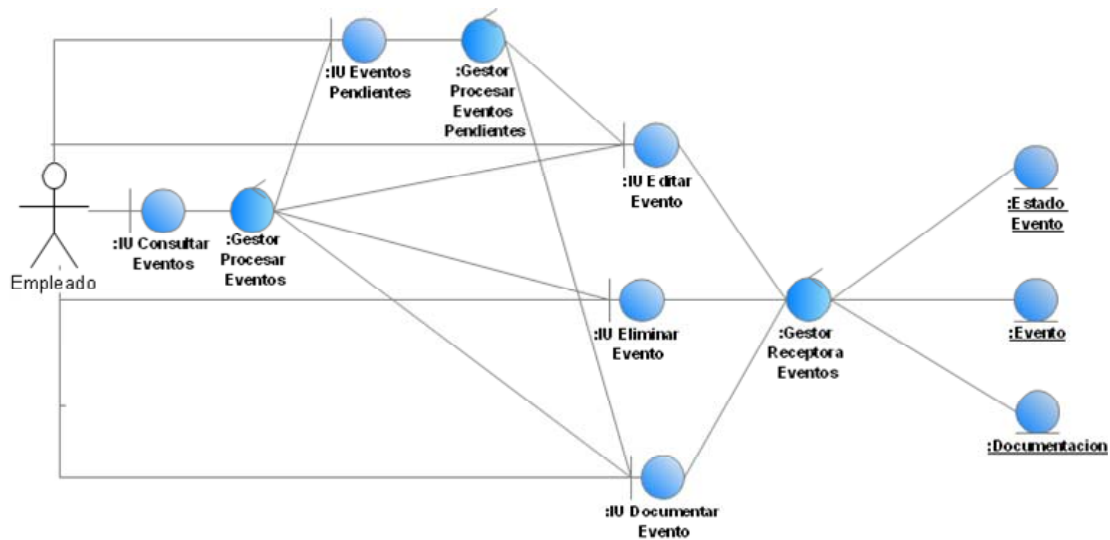 :IU Eventos
Pendientes
:Gestor
Procesar
Eventos
Pendientes
:IU Editar
Evento
:Estado
Evento
:IU Consultar
Eventos
:Gestor
Procesar
Eventos
Empleado
:IU Eliminar
Evento
:Gestor
Receptora
Eventos
:Evento
:Documentacion
:IU Documentar
Evento